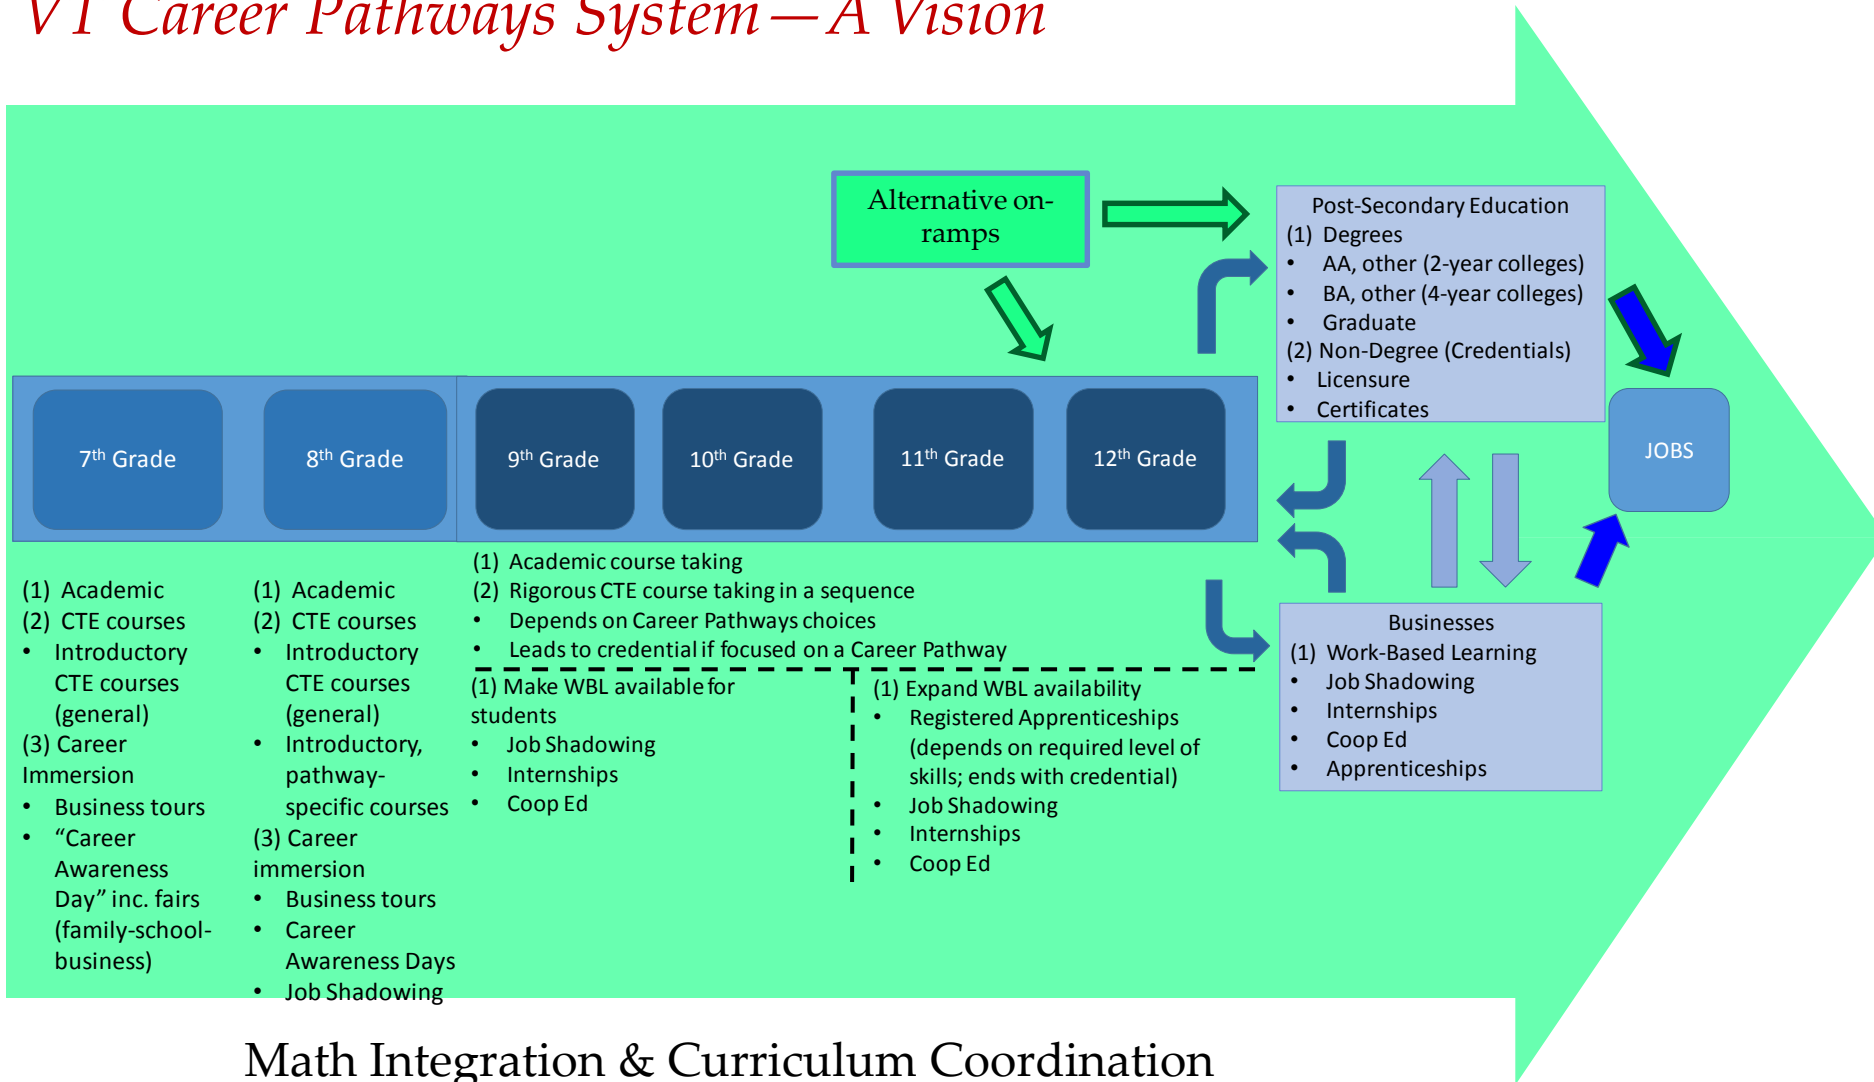 VT Career Pathways System—A Vision
Alternative on-
ramps
Post-Secondary Education
(1) Degrees
• AA, other (2-year colleges)
• BA, other (4-year colleges)
• Graduate
(2) Non-Degree (Credentials)
• Licensure
• Certificates
7th Grade
8th Grade
9th Grade
10th Grade
11th Grade
12th Grade
JOBS
(1) Academic
(2) CTE courses
• Introductory
CTE courses
(general)
(3) Career
Immersion
• Business tours
• “Career
Awareness
Day” inc. fairs
(family-school-
business)
(1) Academic
(2) CTE courses
• Introductory
CTE courses
(general)
• Introductory,
pathway-
specific courses
(3) Career
immersion
• Business tours
• Career
Awareness Days
• Job Shadowing
(1) Academic course taking
(2) Rigorous CTE course taking in a sequence
• Depends on Career Pathways choices
• Leads to credential if focused on a Career Pathway
(1) Make WBL available for
students
• Job Shadowing
• Internships
• Coop Ed
(1) Expand WBL availability
• Registered Apprenticeships
(depends on required level of
skills; ends with credential)
• Job Shadowing
• Internships
• Coop Ed
Businesses
(1) Work-Based Learning
• Job Shadowing
• Internships
• Coop Ed
• Apprenticeships
Math Integration & Curriculum Coordination